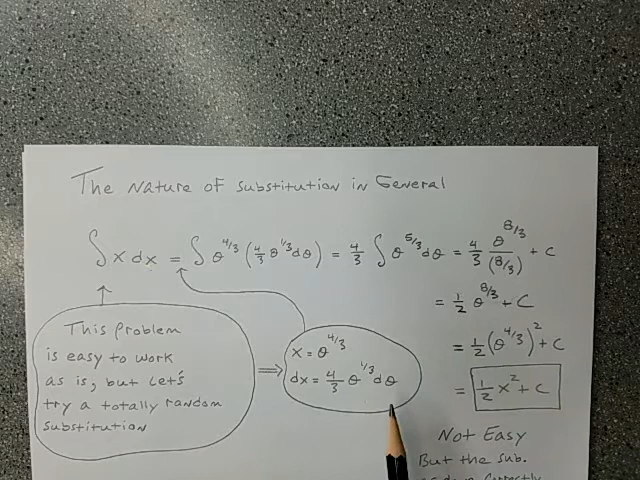 The Nature of Substitution in General
∫ x dx = ∫ θ^4/3 (4/3 θ^1/3 dθ) = 4/3 ∫ θ^5/3 dθ = 4/3 θ^8/3/(8/3) + C
= 1/2 θ^8/3 + C
= 1/2 (θ^4/3)^2 + C
= 1/2 x^2 + C
This Problem
is easy to work
as is, but Let's
try a totally random
substitution
⇒
x = θ^4/3
dx = 4/3 θ^1/3 dθ
Not Easy
But the sub.